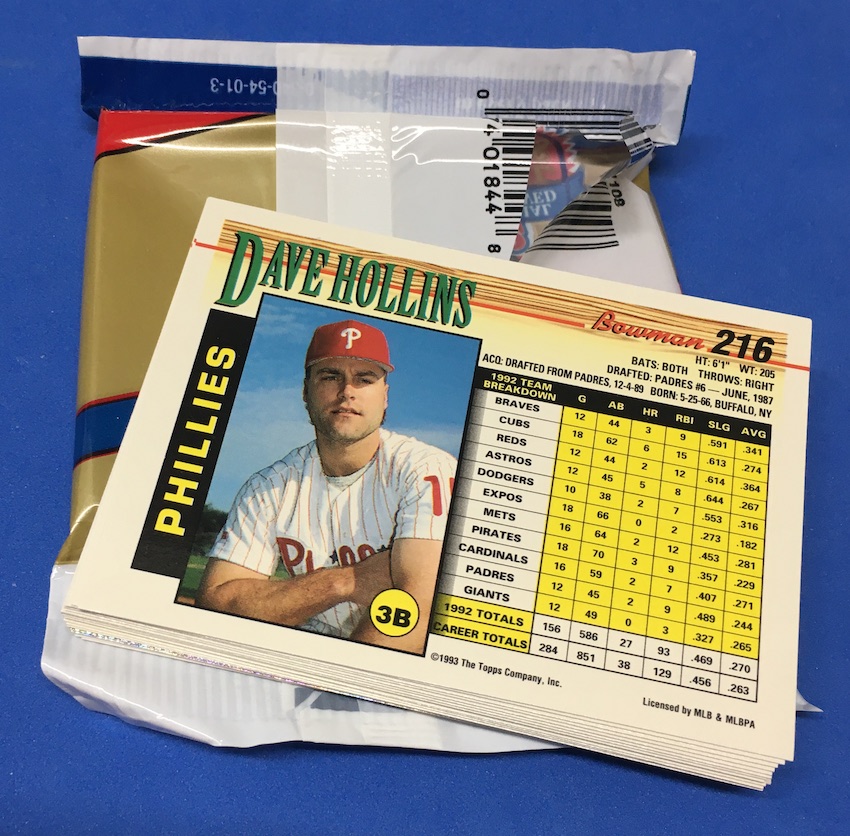 0-54-01-3
0 401844 8
108
DAVE HOLLINS
Bowman 216
BATS: BOTH HT: 6'1" WT: 205
DRAFTED: PADRES #6 — JUNE, 1987 THROWS: RIGHT
ACQ: DRAFTED FROM PADRES, 12-4-89 BORN: 5-25-66, BUFFALO, NY
PHILLIES
P
PHILL
1
3B
1992 TEAM BREAKDOWN G AB HR RBI SLG AVG
BRAVES 12 44 3 9 .591 .341
CUBS 18 62 6 15 .613 .274
REDS 12 44 2 12 .614 .364
ASTROS 12 45 5 8 .644 .267
DODGERS 10 38 2 7 .553 .316
EXPOS 18 66 0 2 .273 .182
METS 16 64 2 12 .453 .281
PIRATES 18 70 3 9 .357 .229
CARDINALS 16 59 2 7 .407 .271
PADRES 12 45 2 9 .489 .244
GIANTS 12 49 0 3 .327 .265
1992 TOTALS 156 586 27 93 .469 .270
CAREER TOTALS 284 851 38 129 .456 .263
©1993 The Topps Company, Inc.
Licensed by MLB & MLBPA